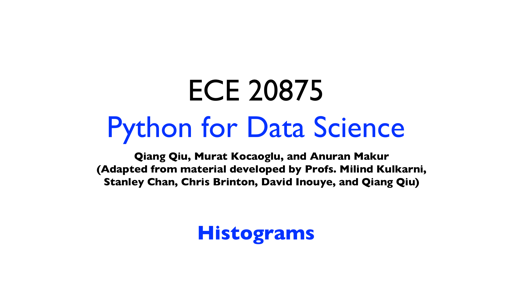 ECE 20875
Python for Data Science
Qiang Qiu, Murat Kocaoglu, and Anuran Makur
(Adapted from material developed by Profs. Milind Kulkarni,
Stanley Chan, Chris Brinton, David Inouye, and Qiang Qiu)
Histograms